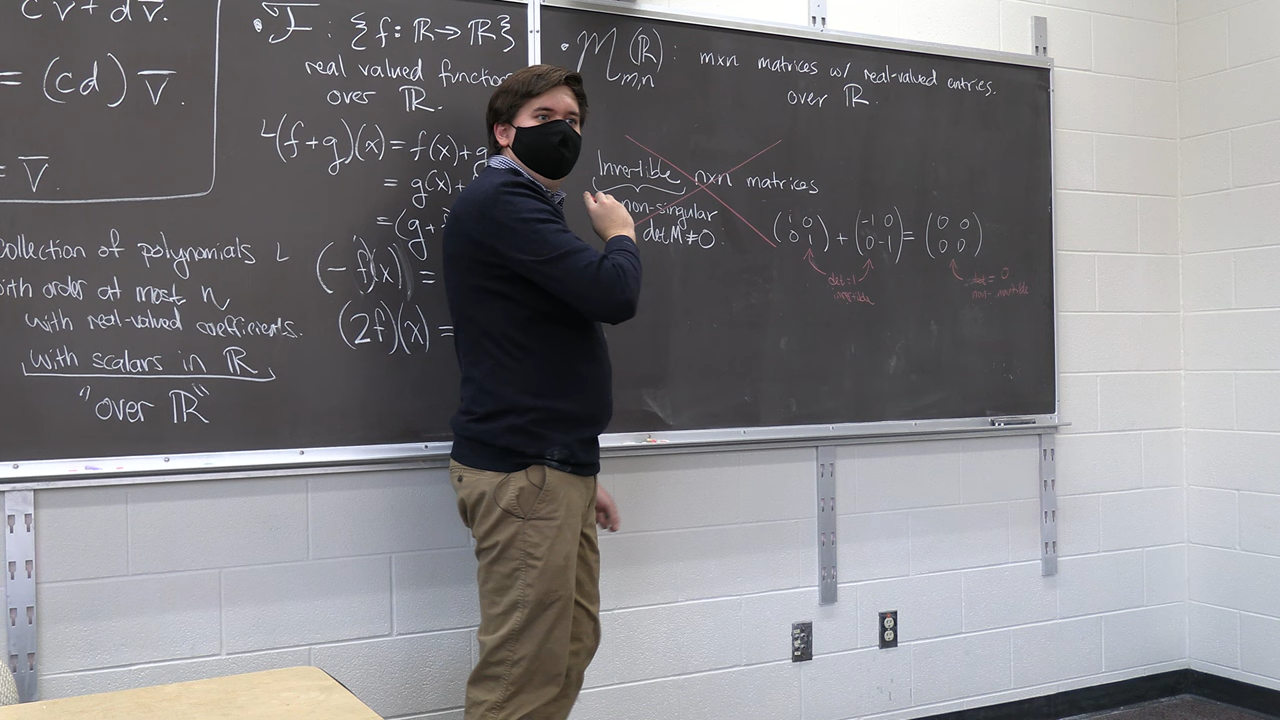 c v̅ + d v̅.
= (cd) v̅.
= v̅.
Collection of polynomials
with order at most n
with real-valued coefficients.
with scalars in ℝ
"over ℝ"
• ℱ : {f: ℝ → ℝ}
real valued functions
over ℝ.
(f+g)(x) = f(x)+g
= g(x)+
= (g+
(-f)(x) =
(2f)(x) =
• M_{m,n}(ℝ) : m×n matrices w/ real-valued entries.
over ℝ.
Invertible n×n matrices
non-singular
det M ≠ 0.
(1 0; 0 1) + (-1 0; 0 -1) = (0 0; 0 0)
det=1
invertible
det = 0
non-invertible